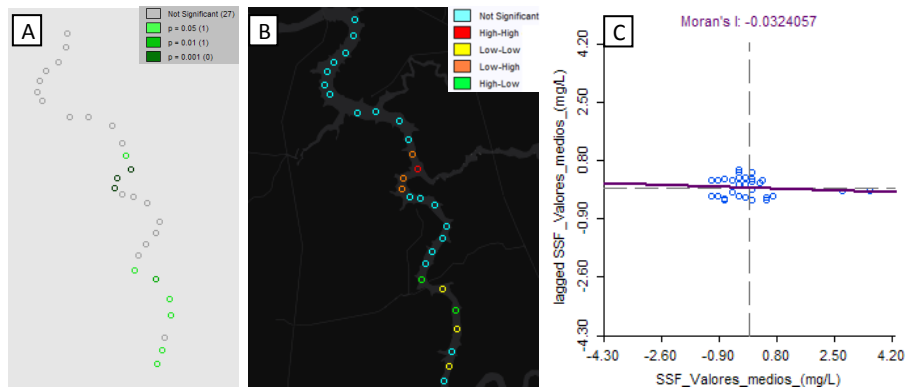 A
Not Significant (27)
p = 0.05 (1)
p = 0.01 (1)
p = 0.001 (0)
B
Not Significant
High-High
Low-Low
Low-High
High-Low
C
Moran's I: -0.0324057
lagged SSF_Valores_medios_(mg/L)
4.20
2.50
0.80
-0.90
-2.60
-4.30
-4.30
-2.60
-0.90
0.80
2.50
4.20
SSF_Valores_medios_(mg/L)